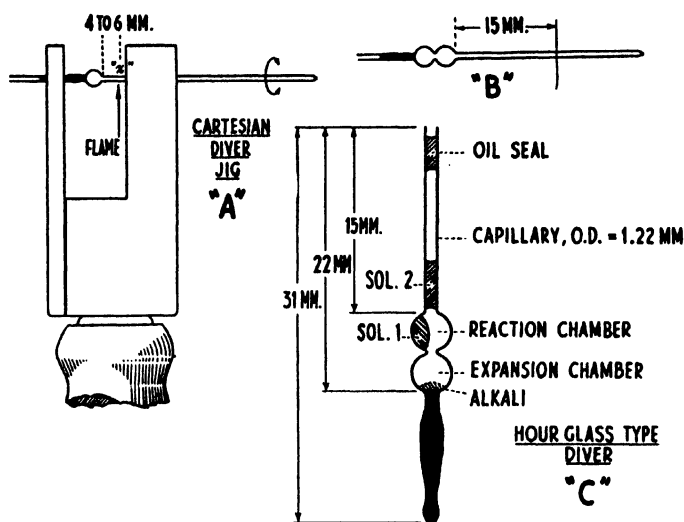 4 TO 6 MM.
"X"
FLAME
CARTESIAN
DIVER
JIG
"A"
15 MM.
"B"
OIL SEAL
CAPILLARY, O.D. = 1.22 MM
15MM.
22 MM
31 MM.
SOL. 2
SOL. 1
REACTION CHAMBER
EXPANSION CHAMBER
ALKALI
HOUR GLASS TYPE
DIVER
"C"